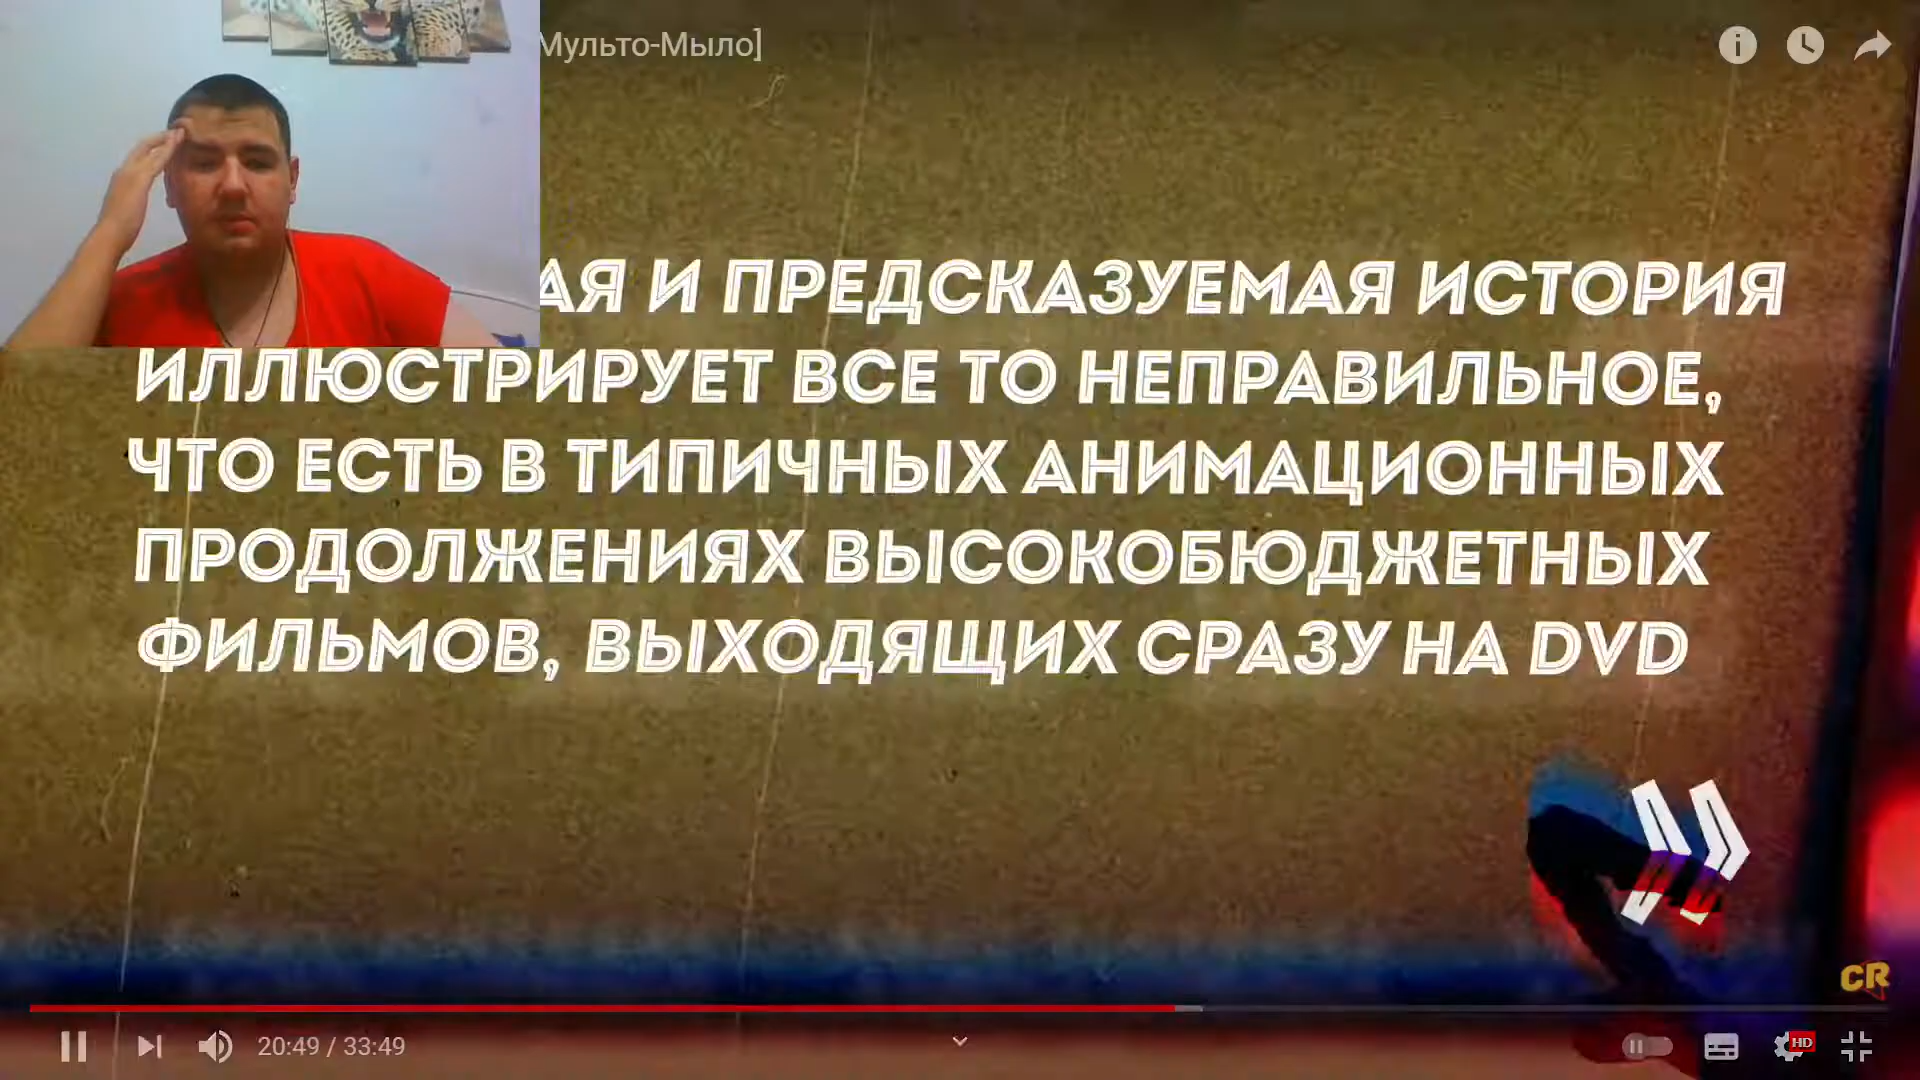 Мульто-Мыло]
АЯ И ПРЕДСКАЗУЕМАЯ ИСТОРИЯ
ИЛЛЮСТРИРУЕТ ВСЕ ТО НЕПРАВИЛЬНОЕ,
ЧТО ЕСТЬ В ТИПИЧНЫХ АНИМАЦИОННЫХ
ПРОДОЛЖЕНИЯХ ВЫСОКОБЮДЖЕТНЫХ
ФИЛЬМОВ, ВЫХОДЯЩИХ СРАЗУ НА DVD
CR
20:49 / 33:49
HD